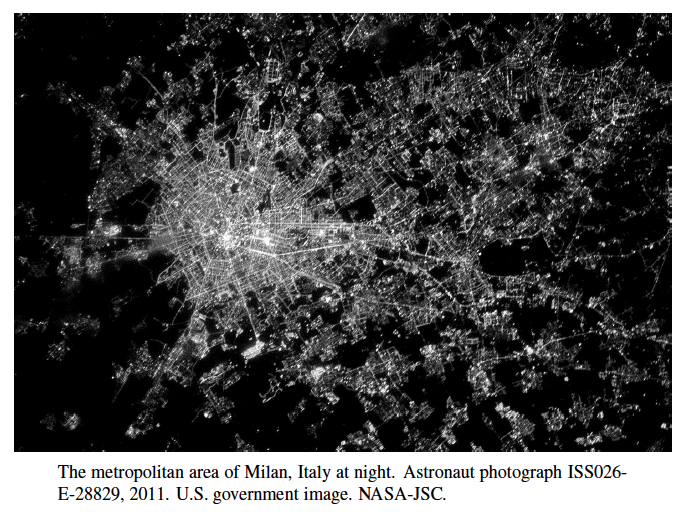 The metropolitan area of Milan, Italy at night. Astronaut photograph ISS026-
E-28829, 2011. U.S. government image. NASA-JSC.